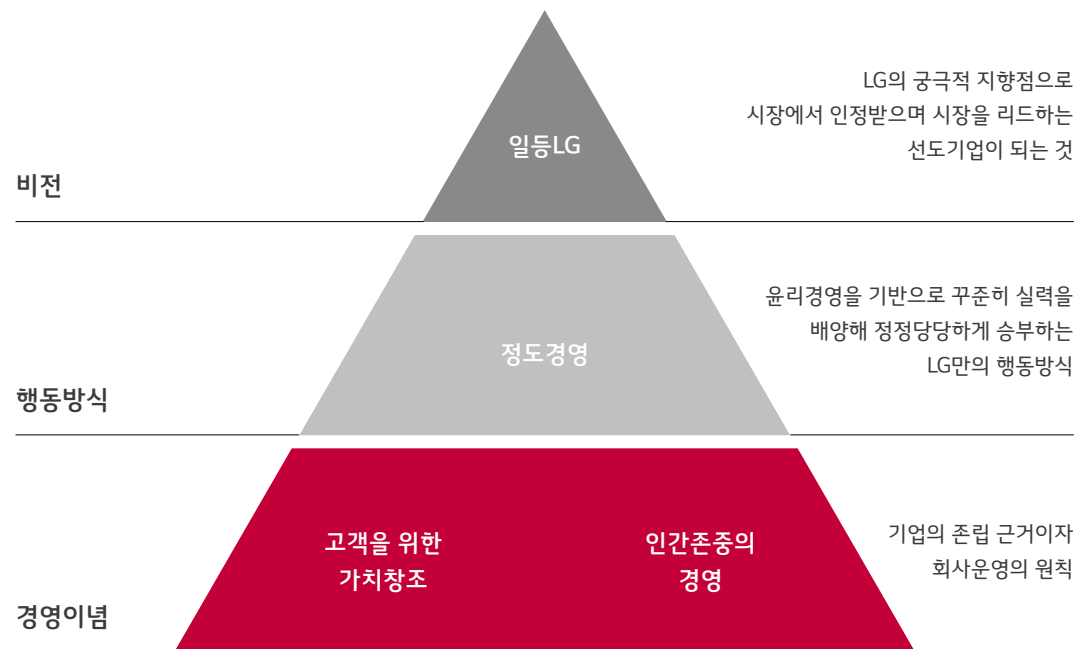 LG의 궁극적 지향점으로
시장에서 인정받으며 시장을 리드하는
선도기업이 되는 것
일등LG
비전
윤리경영을 기반으로 꾸준히 실력을
배양해 정정당당하게 승부하는
LG만의 행동방식
정도경영
행동방식
고객을 위한
가치창조
인간존중의
경영
기업의 존립 근거이자
회사운영의 원칙
경영이념